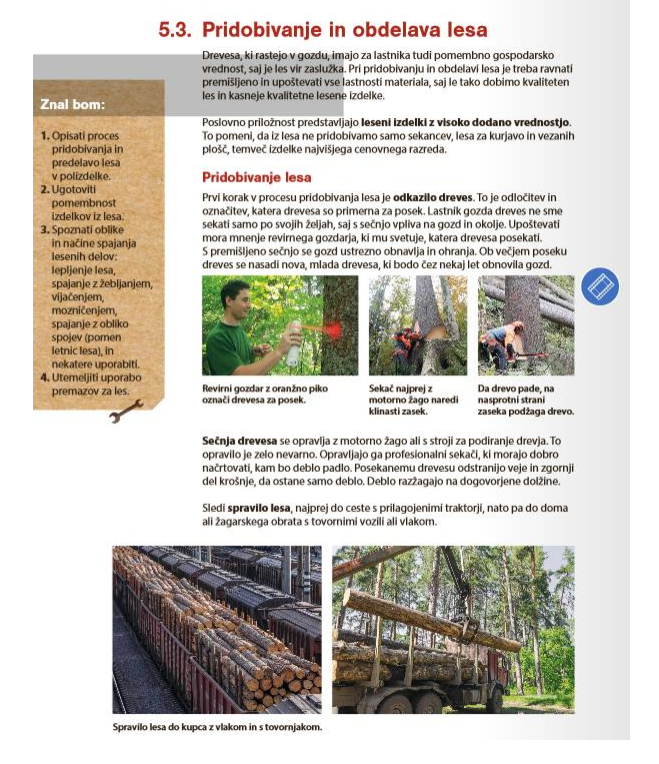 5.3. Pridobivanje in obdelava lesa
Drevesa, ki rastejo v gozdu, imajo za lastnika tudi pomembno gospodarsko
vrednost, saj je les vir zaslužka. Pri pridobivanju in obdelavi lesa je treba ravnati
premišljeno in upoštevati vse lastnosti materiala, saj le tako dobimo kvaliteten
les in kasneje kvalitetne lesene izdelke.
Poslovno priložnost predstavljajo leseni izdelki z visoko dodano vrednostjo.
To pomeni, da iz lesa ne pridobivamo samo sekancev, lesa za kurjavo in vezanih
plošč, temveč izdelke najvišjega cenovnega razreda.
Znal bom:
1. Opisati proces
pridobivanja in
predelavo lesa
v polizdelke.
2. Ugotoviti
pomembnost
izdelkov iz lesa.
3. Spoznati oblike
in načine spajanja
lesenih delov:
lepljenje lesa,
spajanje z žebljanjem,
vijačenjem,
mozničenjem,
spajanje z obliko
spojev (pomen
letnic lesa), in
nekatere uporabiti.
4. Utemeljiti uporabo
premazov za les.
Pridobivanje lesa
Prvi korak v procesu pridobivanja lesa je odkazilo dreves. To je odločitev in
označitev, katera drevesa so primerna za posek. Lastnik gozda dreves ne sme
sekati samo po svojih željah, saj s sečnjo vpliva na gozd in okolje. Upoštevati
mora mnenje revirnega gozdarja, ki mu svetuje, katera drevesa posekati.
S premišljeno sečnjo se gozd ustrezno obnavlja in ohranja. Ob večjem poseku
dreves se nasadi nova, mlada drevesa, ki bodo čez nekaj let obnovila gozd.
Revirni gozdar z oranžno piko
označi drevesa za posek.
Sekač najprej z
motorno žago naredi
klinasti zasek.
Da drevo pade, na
nasprotni strani
zaseka podžaga drevo.
Sečnja drevesa se opravlja z motorno žago ali s stroji za podiranje drevja. To
opravilo je zelo nevarno. Opravljajo ga profesionalni sekači, ki morajo dobro
načrtovati, kam bo deblo padlo. Posekanemu drevesu odstranijo veje in zgornji
del krošnje, da ostane samo deblo. Deblo razžagajo na dogovorjene dolžine.
Sledi spravilo lesa, najprej do ceste s prilagojenimi traktorji, nato pa do doma
ali žagarskega obrata s tovornimi vozili ali vlakom.
Spravilo lesa do kupca z vlakom in s tovornjakom.